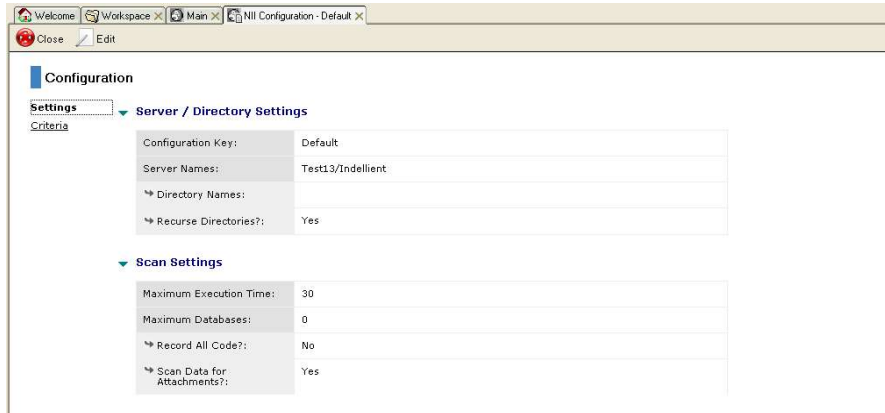 Welcome Workspace Main NII Configuration - Default
Close Edit
Configuration
Settings
Criteria
Server / Directory Settings
Configuration Key: Default
Server Names: Test13/Indellient
Directory Names:
Recurse Directories?: Yes
Scan Settings
Maximum Execution Time: 30
Maximum Databases: 0
Record All Code?: No
Scan Data for Yes
Attachments?: